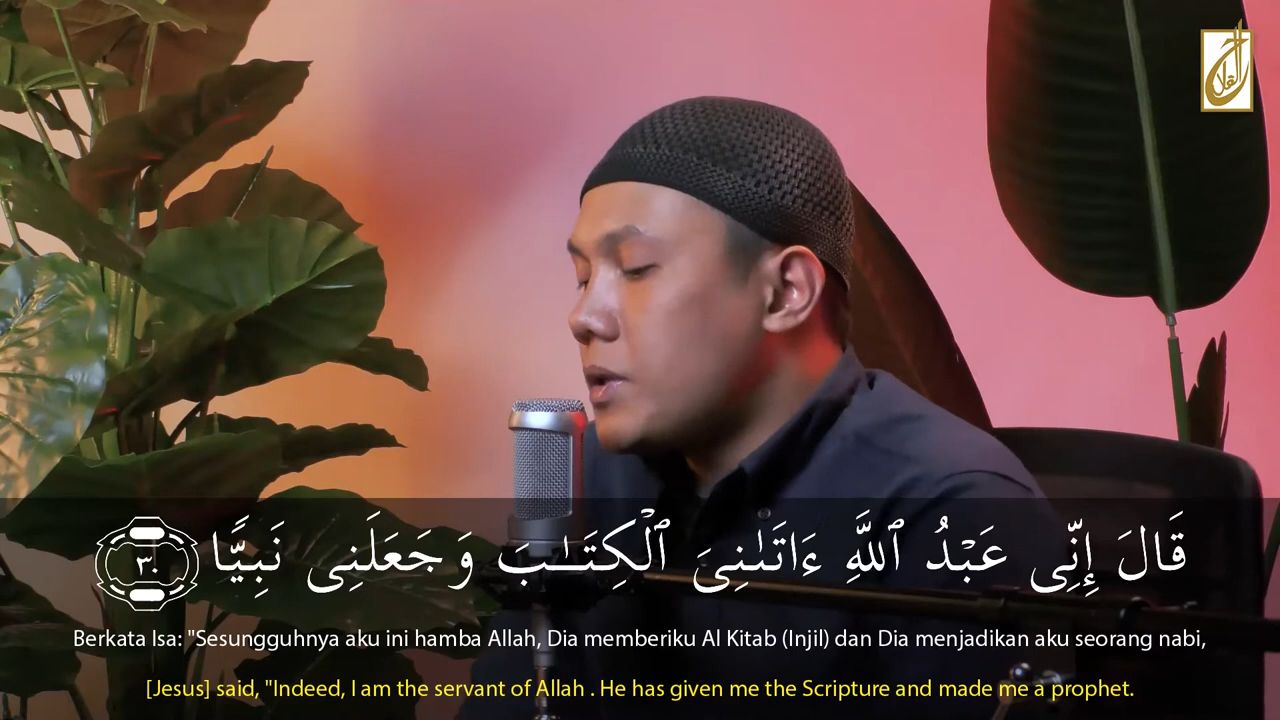 قَالَ إِنِّى عَبْدُ ٱللَّهِ ءَاتَىٰنِىَ ٱلْكِتَـٰبَ وَجَعَلَنِى نَبِيًّا ٣٠
Berkata Isa: "Sesungguhnya aku ini hamba Allah, Dia memberiku Al Kitab (Injil) dan Dia menjadikan aku seorang nabi,
[Jesus] said, "Indeed, I am the servant of Allah . He has given me the Scripture and made me a prophet.